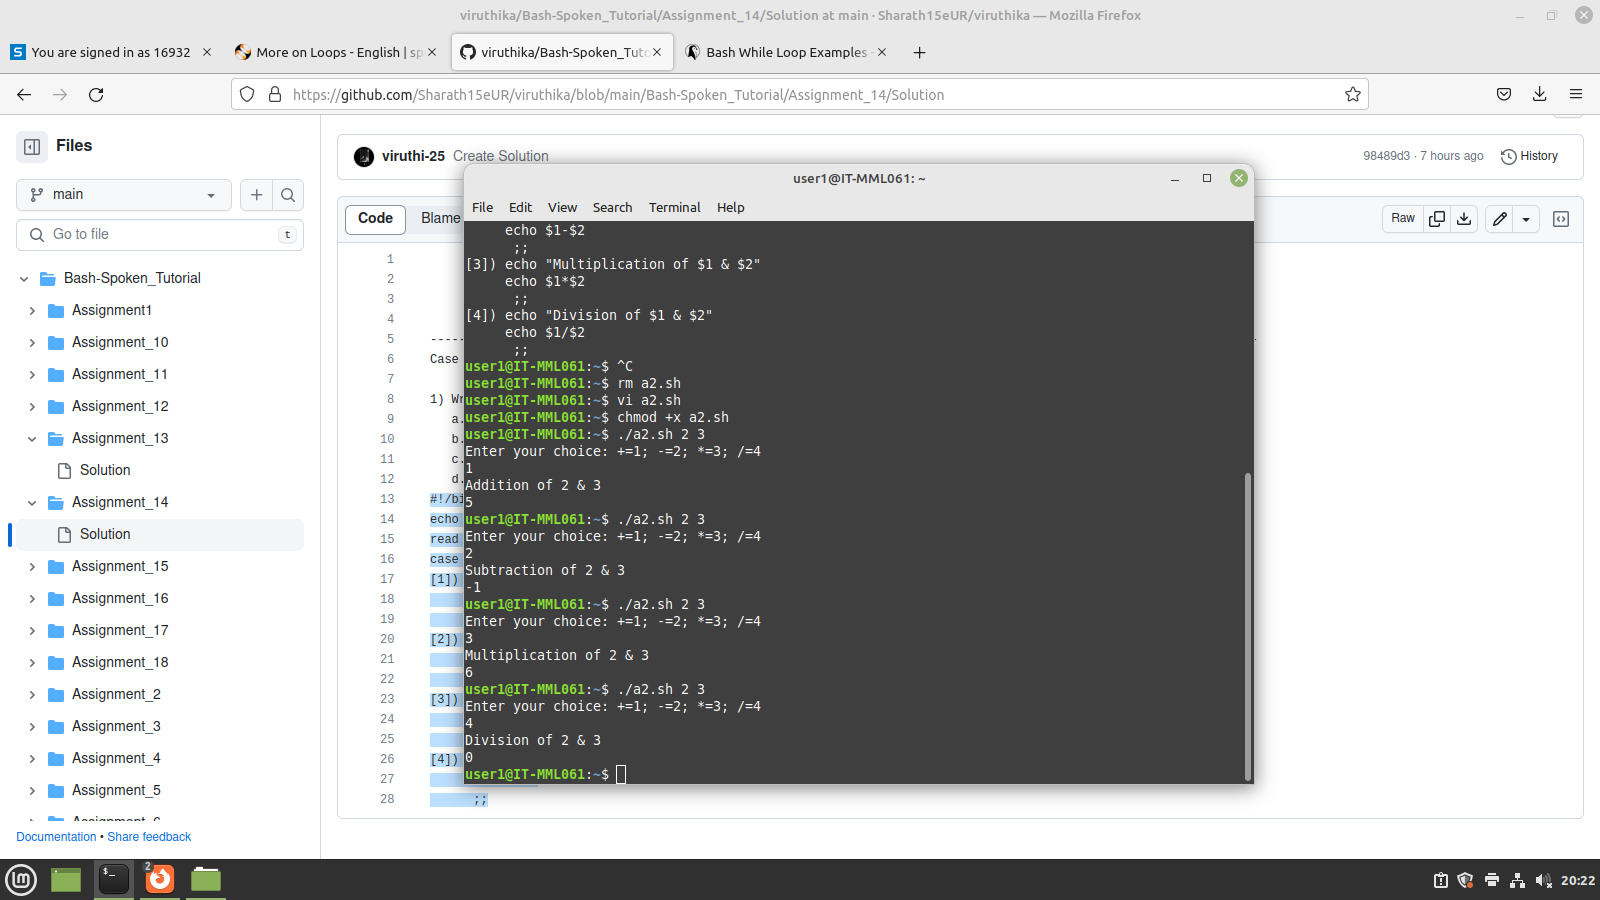 viruthika/Bash-Spoken_Tutorial/Assignment_14/Solution at main · Sharath15eUR/viruthika — Mozilla Firefox
You are signed in as 16932
More on Loops - English | sp
viruthika/Bash-Spoken_Tuto
Bash While Loop Examples
https://github.com/Sharath15eUR/viruthika/blob/main/Bash-Spoken_Tutorial/Assignment_14/Solution
Files
main
Go to file
t
Bash-Spoken_Tutorial
Assignment1
Assignment_10
Assignment_11
Assignment_12
Assignment_13
Solution
Assignment_14
Solution
Assignment_15
Assignment_16
Assignment_17
Assignment_18
Assignment_2
Assignment_3
Assignment_4
Assignment_5
Documentation • Share feedback
viruthi-25 Create Solution
98489d3 · 7 hours ago
History
Code
Blame
Raw
1
2
3
4
5 ----
6 Case
7
8 1) Wr
9 a.
10 b.
11 c.
12 d.
13 #!/bi
14 echo
15 read
16 case
17 [1])
18
19
20 [2])
21
22
23 [3])
24
25
26 [4])
27
28 ;;
user1@IT-MML061: ~
File Edit View Search Terminal Help
echo $1-$2
;;
[3]) echo "Multiplication of $1 & $2"
echo $1*$2
;;
[4]) echo "Division of $1 & $2"
echo $1/$2
;;
user1@IT-MML061:~$ ^C
user1@IT-MML061:~$ rm a2.sh
user1@IT-MML061:~$ vi a2.sh
user1@IT-MML061:~$ chmod +x a2.sh
user1@IT-MML061:~$ ./a2.sh 2 3
Enter your choice: +=1; -=2; *=3; /=4
1
Addition of 2 & 3
5
user1@IT-MML061:~$ ./a2.sh 2 3
Enter your choice: +=1; -=2; *=3; /=4
2
Subtraction of 2 & 3
-1
user1@IT-MML061:~$ ./a2.sh 2 3
Enter your choice: +=1; -=2; *=3; /=4
3
Multiplication of 2 & 3
6
user1@IT-MML061:~$ ./a2.sh 2 3
Enter your choice: +=1; -=2; *=3; /=4
4
Division of 2 & 3
0
user1@IT-MML061:~$
2
20:22